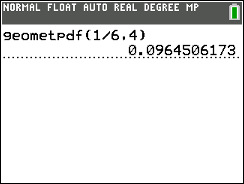 NORMAL FLOAT AUTO REAL DEGREE MP
geometpdf(1/6,4)
0.0964506173